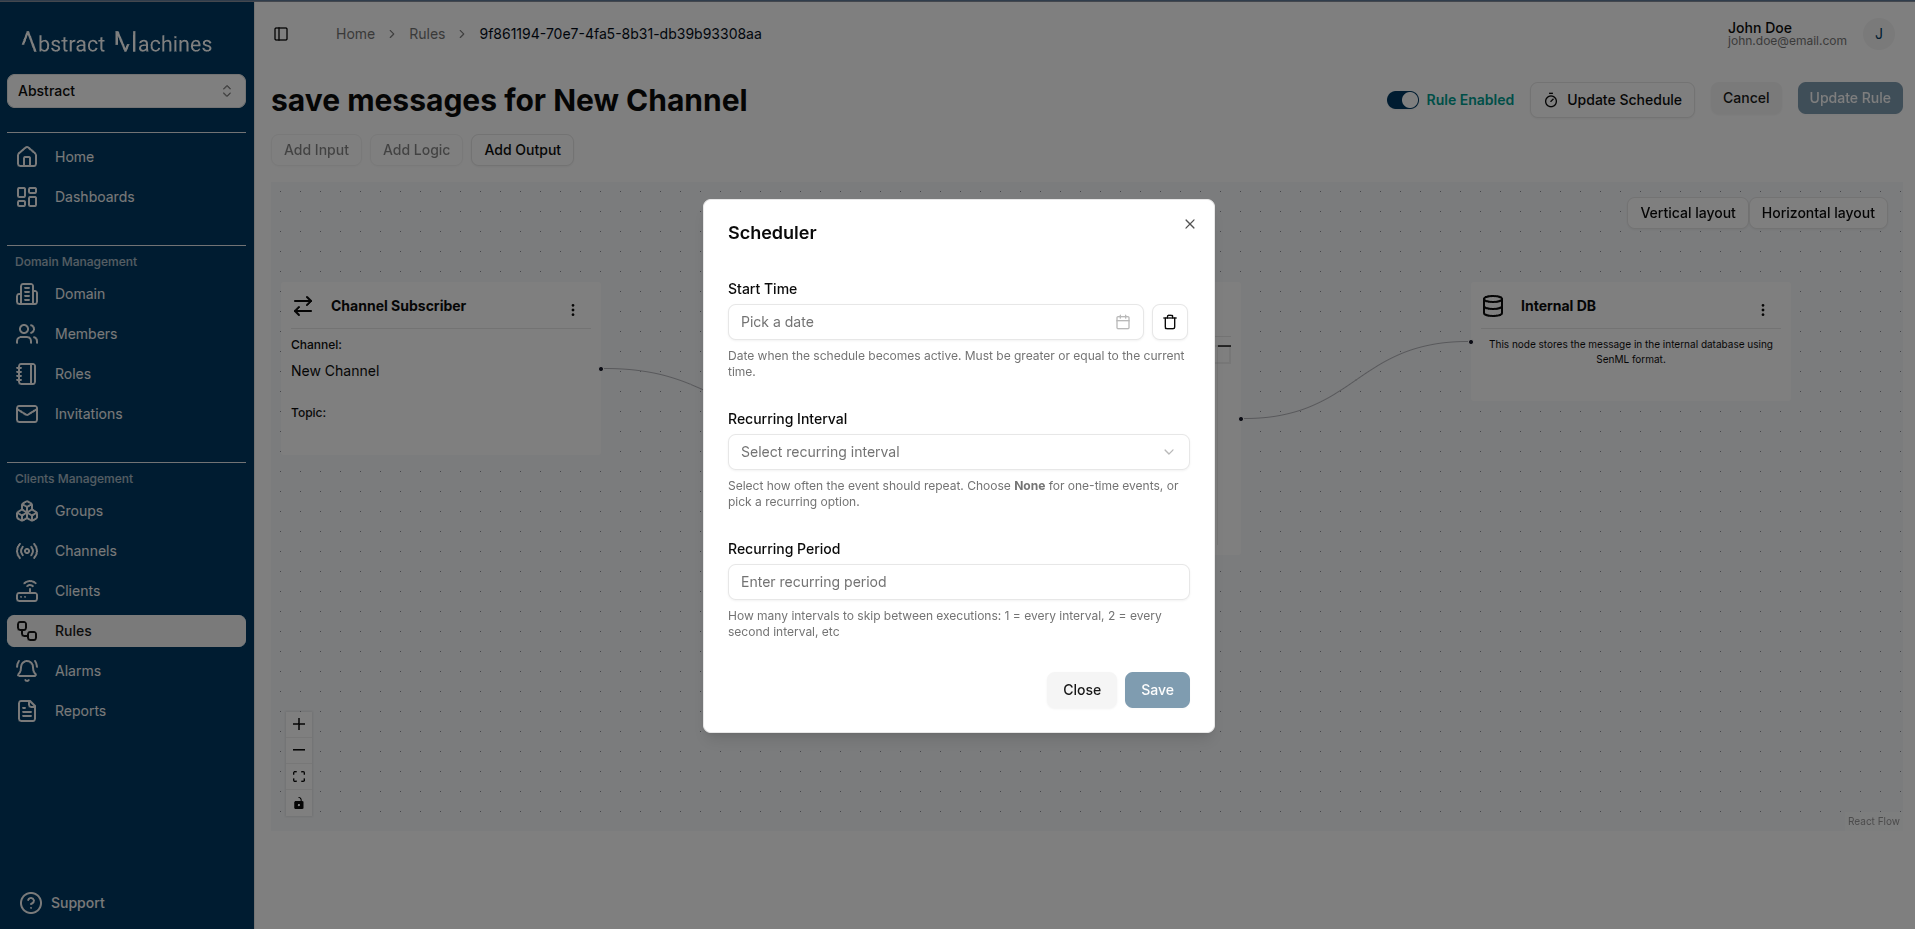 Abstract Machines
Abstract
Home
Dashboards
Domain Management
Domain
Members
Roles
Invitations
Clients Management
Groups
Channels
Clients
Rules
Alarms
Reports
Support
Home
Rules
9f861194-70e7-4fa5-8b31-db39b93308aa
John Doe
john.doe@email.com
J
save messages for New Channel
Rule Enabled
Update Schedule
Cancel
Update Rule
Add Input
Add Logic
Add Output
Vertical layout
Horizontal layout
Channel Subscriber
Channel:
New Channel
Topic:
Scheduler
Start Time
Pick a date
Date when the schedule becomes active. Must be greater or equal to the current
time.
Recurring Interval
Select recurring interval
Select how often the event should repeat. Choose None for one-time events, or
pick a recurring option.
Recurring Period
Enter recurring period
How many intervals to skip between executions: 1 = every interval, 2 = every
second interval, etc
Close
Save
Internal DB
This node stores the message in the internal database using
SenML format.
React Flow